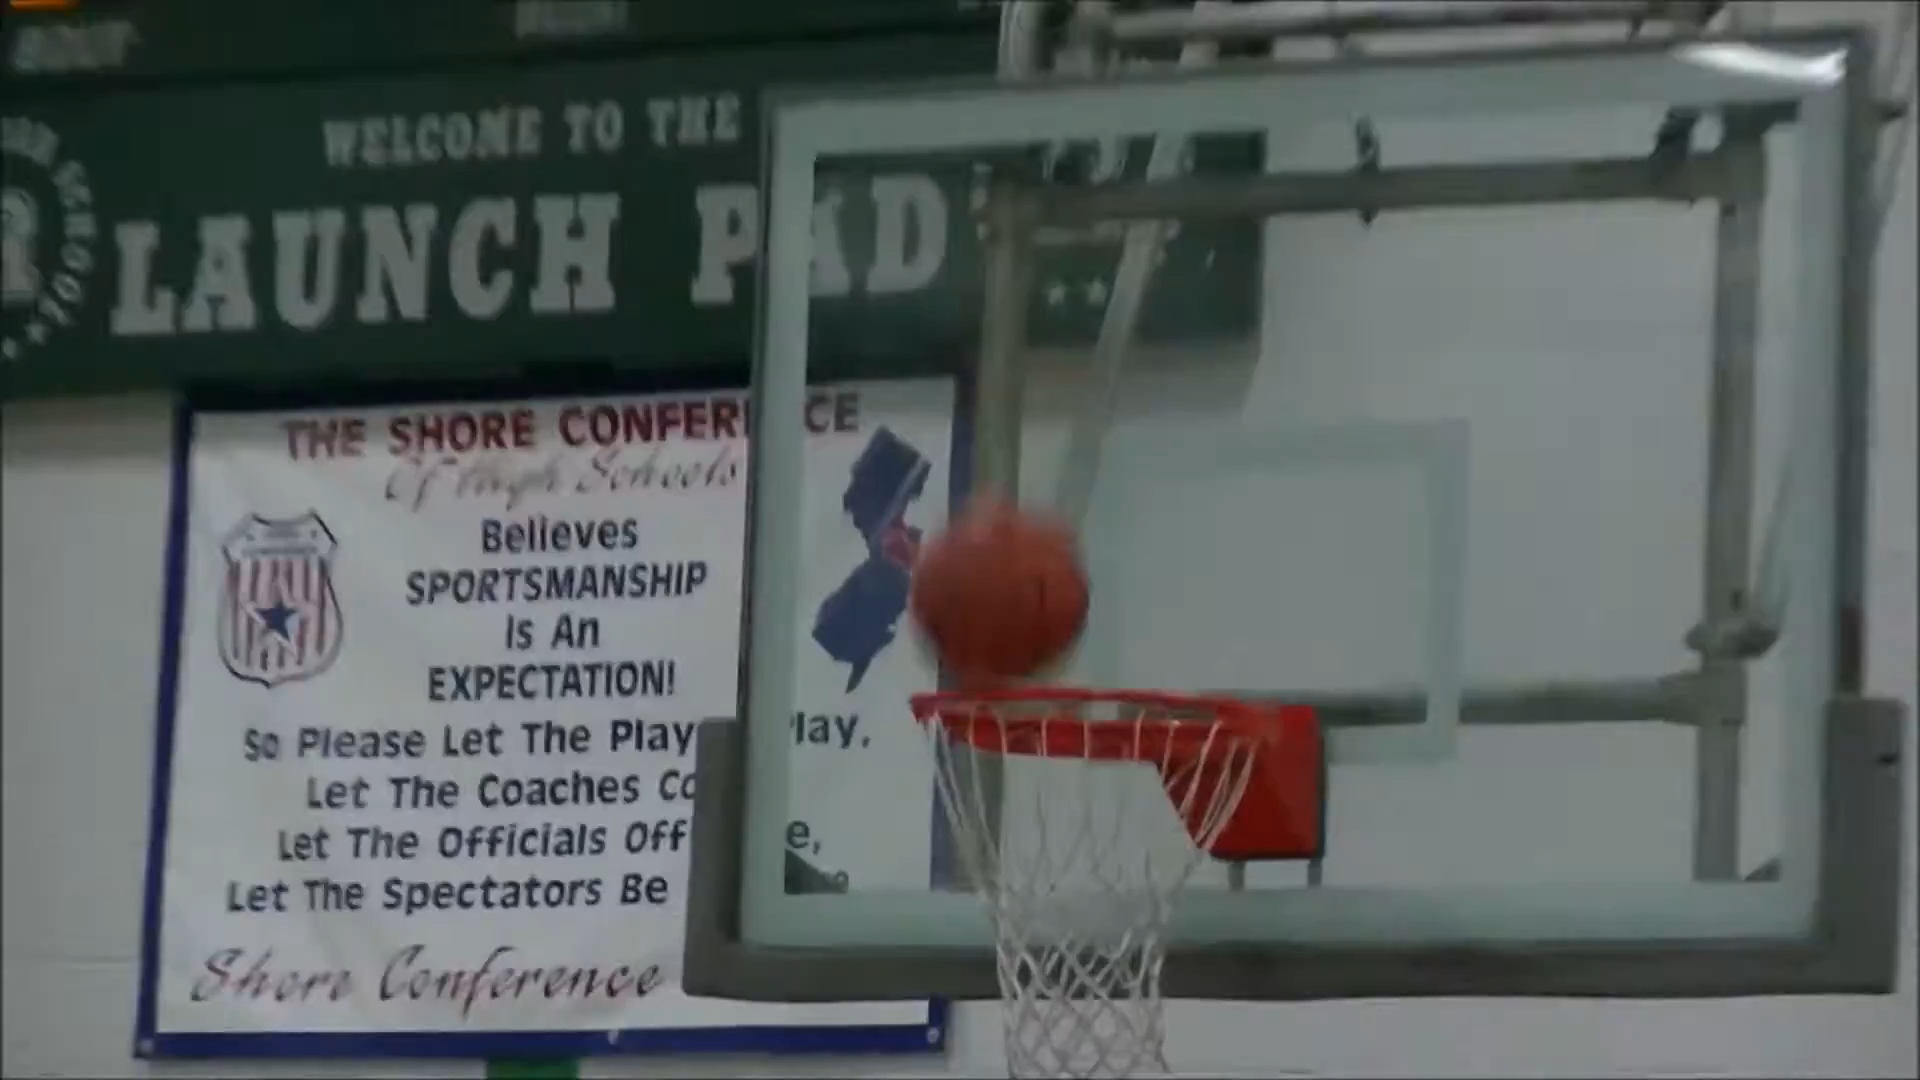 WELCOME TO THE
LAUNCH PAD
SCHOOL
THE SHORE CONFER CE
Of High Schools
Believes
SPORTSMANSHIP
Is An
EXPECTATION!
So Please Let The Play lay,
Let The Coaches Co
Let The Officials Off e,
Let The Spectators Be
Shore Conference